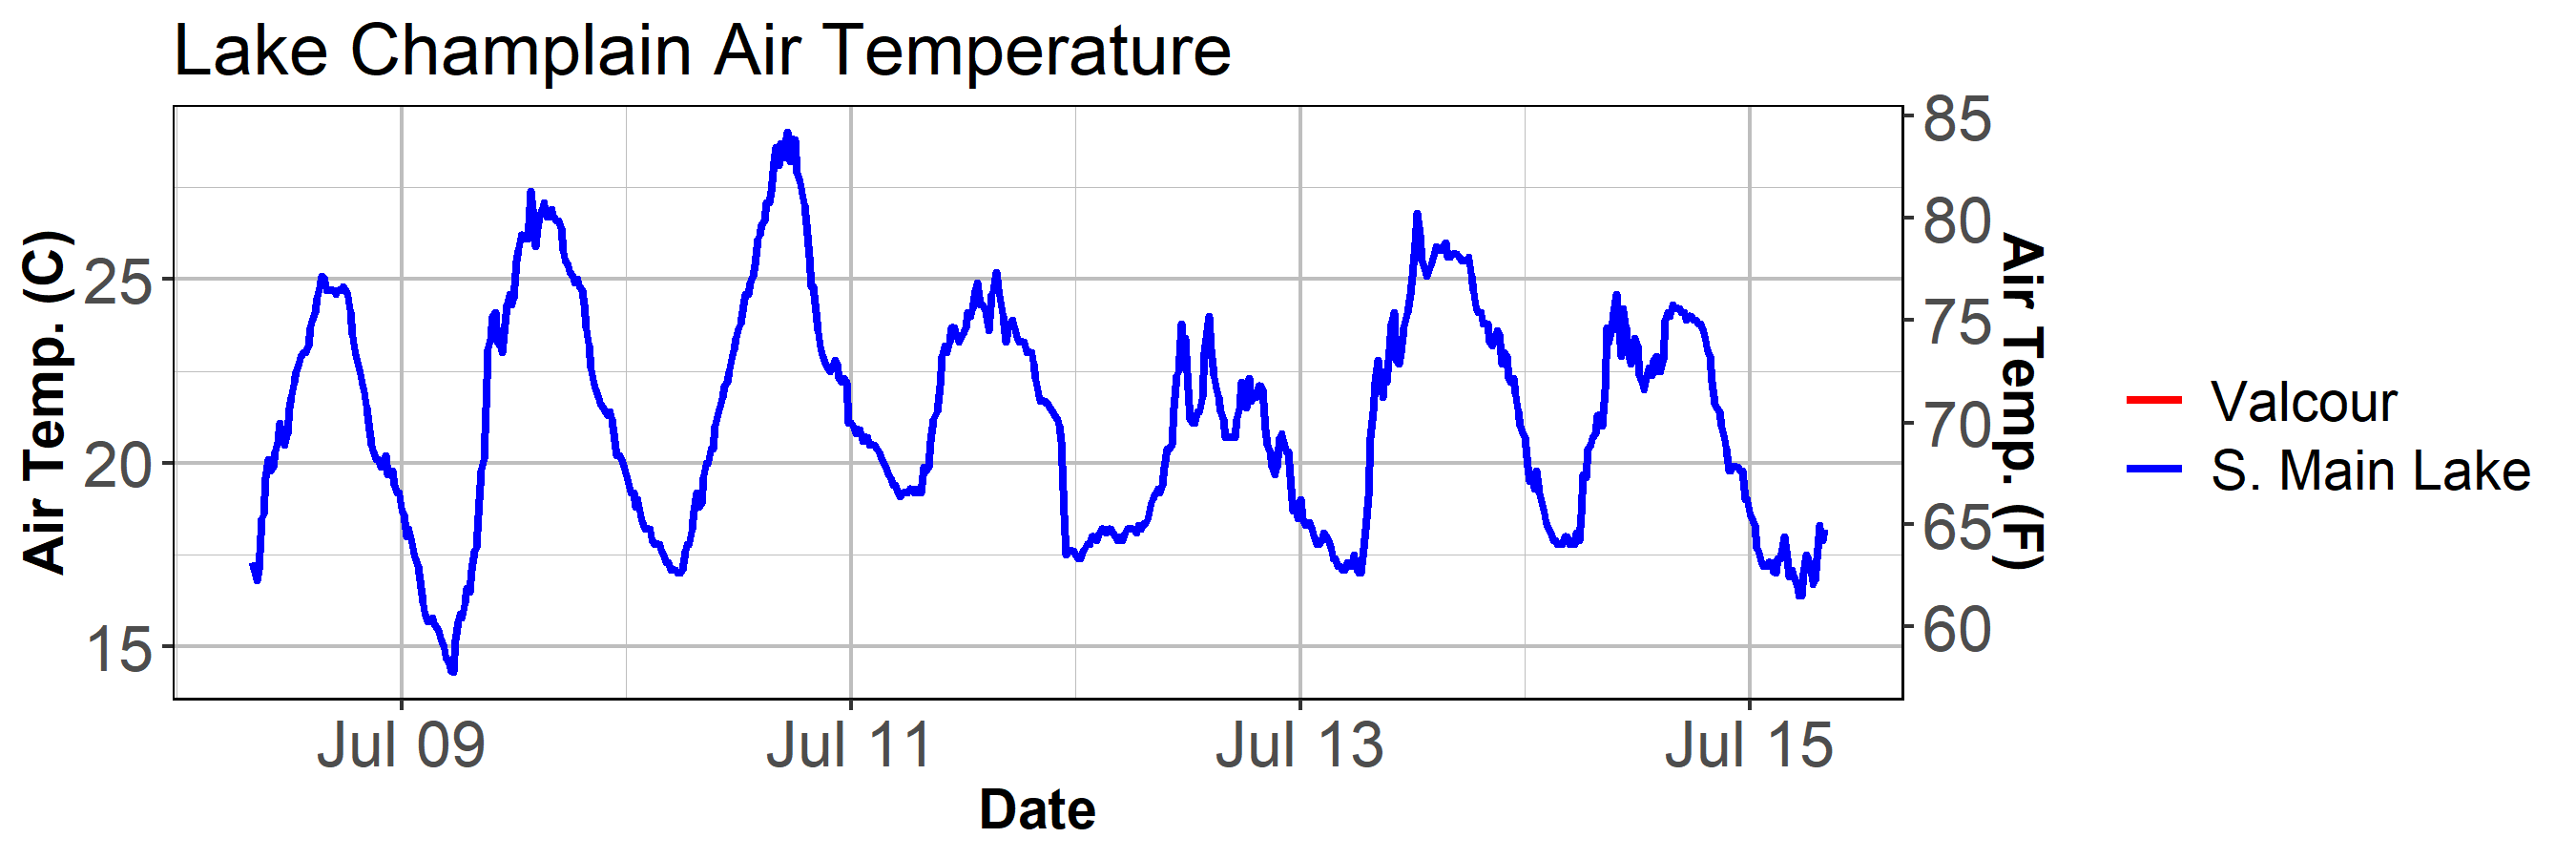 Lake Champlain Air Temperature
Air Temp. (C)
25
20
15
85
80
75
70
65
60
Air Temp. (F)
Jul 09
Jul 11
Jul 13
Jul 15
Date
Valcour
S. Main Lake